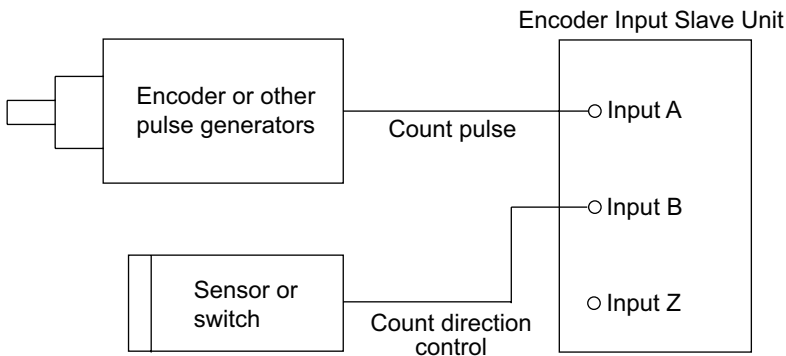 Encoder Input Slave Unit
Encoder or other
pulse generators
Count pulse
Input A
Input B
Sensor or
switch
Count direction
control
Input Z